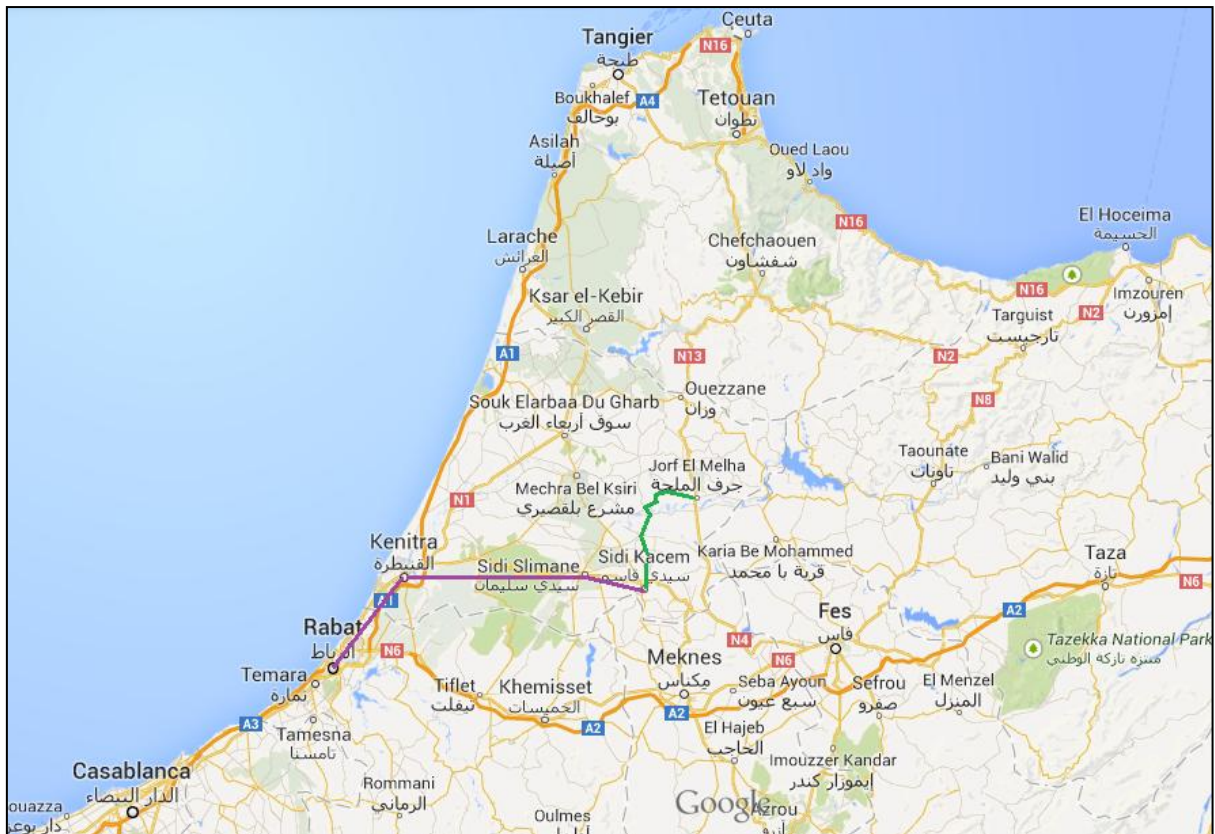 Ceuta
N16
Tangier
طنجة
Boukhalef
بوخالف
A4
Tetouan
تطوان
Asilah
أصيلة
Oued Laou
واد لاو
N16
El Hoceima
الحسيمة
Larache
العرائش
Chefchaouen
شفشاون
Ksar el-Kebir
القصر الكبير
N16
Imzouren
إمزورن
Targuist
تارجيست
N2
A1
N13
N2
Ouezzane
وزان
N8
Souk Elarbaa Du Gharb
سوق أربعاء الغرب
Taounate
تاونات
Bani Walid
بني وليد
Jorf El Melha
جرف الملحة
Mechra Bel Ksiri
مشرع بلقصيري
N1
Kenitra
القنيطرة
Sidi Slimane
سيدي سليمان
Sidi Kacem
سيدي قاسم
Karia Be Mohammed
قرية با محمد
Taza
تازة
N6
A1
A2
Fes
فاس
Rabat
الرباط
N6
N4
N6
Tazekka National Park
منتزه تازكة الوطني
Temara
تمارة
Meknes
مكناس
Tiflet
تيفلت
Khemisset
الخميسات
Seba Ayoun
سبع عيون
Sefrou
صفرو
El Menzel
المنزل
A3
A2
A2
Tamesna
تامسنا
El Hajeb
الحاجب
Imouzzer Kandar
إيموزار كندر
Casablanca
الدار البيضاء
Rommani
الرماني
Google
Azrou
Oulmes
ouazza
دار بوعز